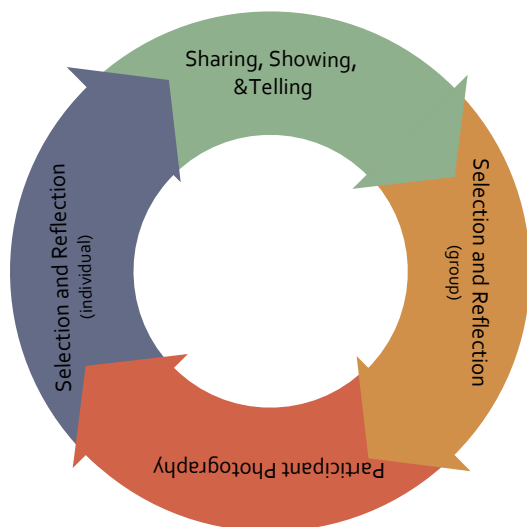 Sharing, Showing,
&Telling
Selection and Reflection
(group)
Participant Photography
Selection and Reflection
(individual)